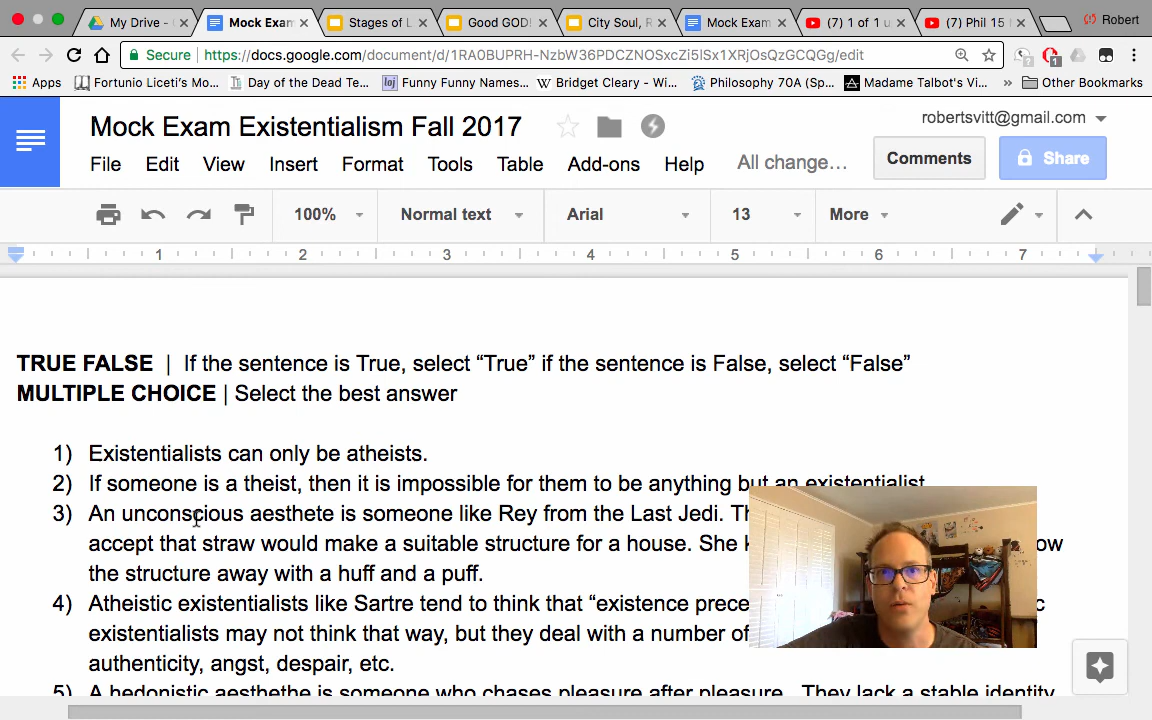 My Drive -
Mock Exam
Stages of L
Good GOD!
City Soul, R
Mock Exam
(7) 1 of 1 u
(7) Phil 15
Robert
Secure | https://docs.google.com/document/d/1RA0BUPRH-NzbW36PDCZNOSxcZi5lSx1XRjOsQzGCQGg/edit
Apps
Fortunio Liceti's Mo...
Day of the Dead Te...
loj
Funny Funny Names...
W
Bridget Cleary - Wi...
Philosophy 70A (Sp...
Madame Talbot's Vi...
»
Other Bookmarks
Mock Exam Existentialism Fall 2017
robertsvitt@gmail.com
File Edit View Insert Format Tools Table Add-ons Help All change...
Comments
Share
100% Normal text Arial 13 More
1 2 3 4 5 6 7
TRUE FALSE | If the sentence is True, select “True” if the sentence is False, select “False”
MULTIPLE CHOICE | Select the best answer
1) Existentialists can only be atheists.
2) If someone is a theist, then it is impossible for them to be anything but an existentialist.
3) An unconscious aesthete is someone like Rey from the Last Jedi.
accept that straw would make a suitable structure for a house. She
the structure away with a huff and a puff.
4) Atheistic existentialists like Sartre tend to think that “existence
existentialists may not think that way, but they deal with a number of
authenticity, angst, despair, etc.
5) A hedonistic aesthethe is someone who chases pleasure after pleasure. They lack a stable identity